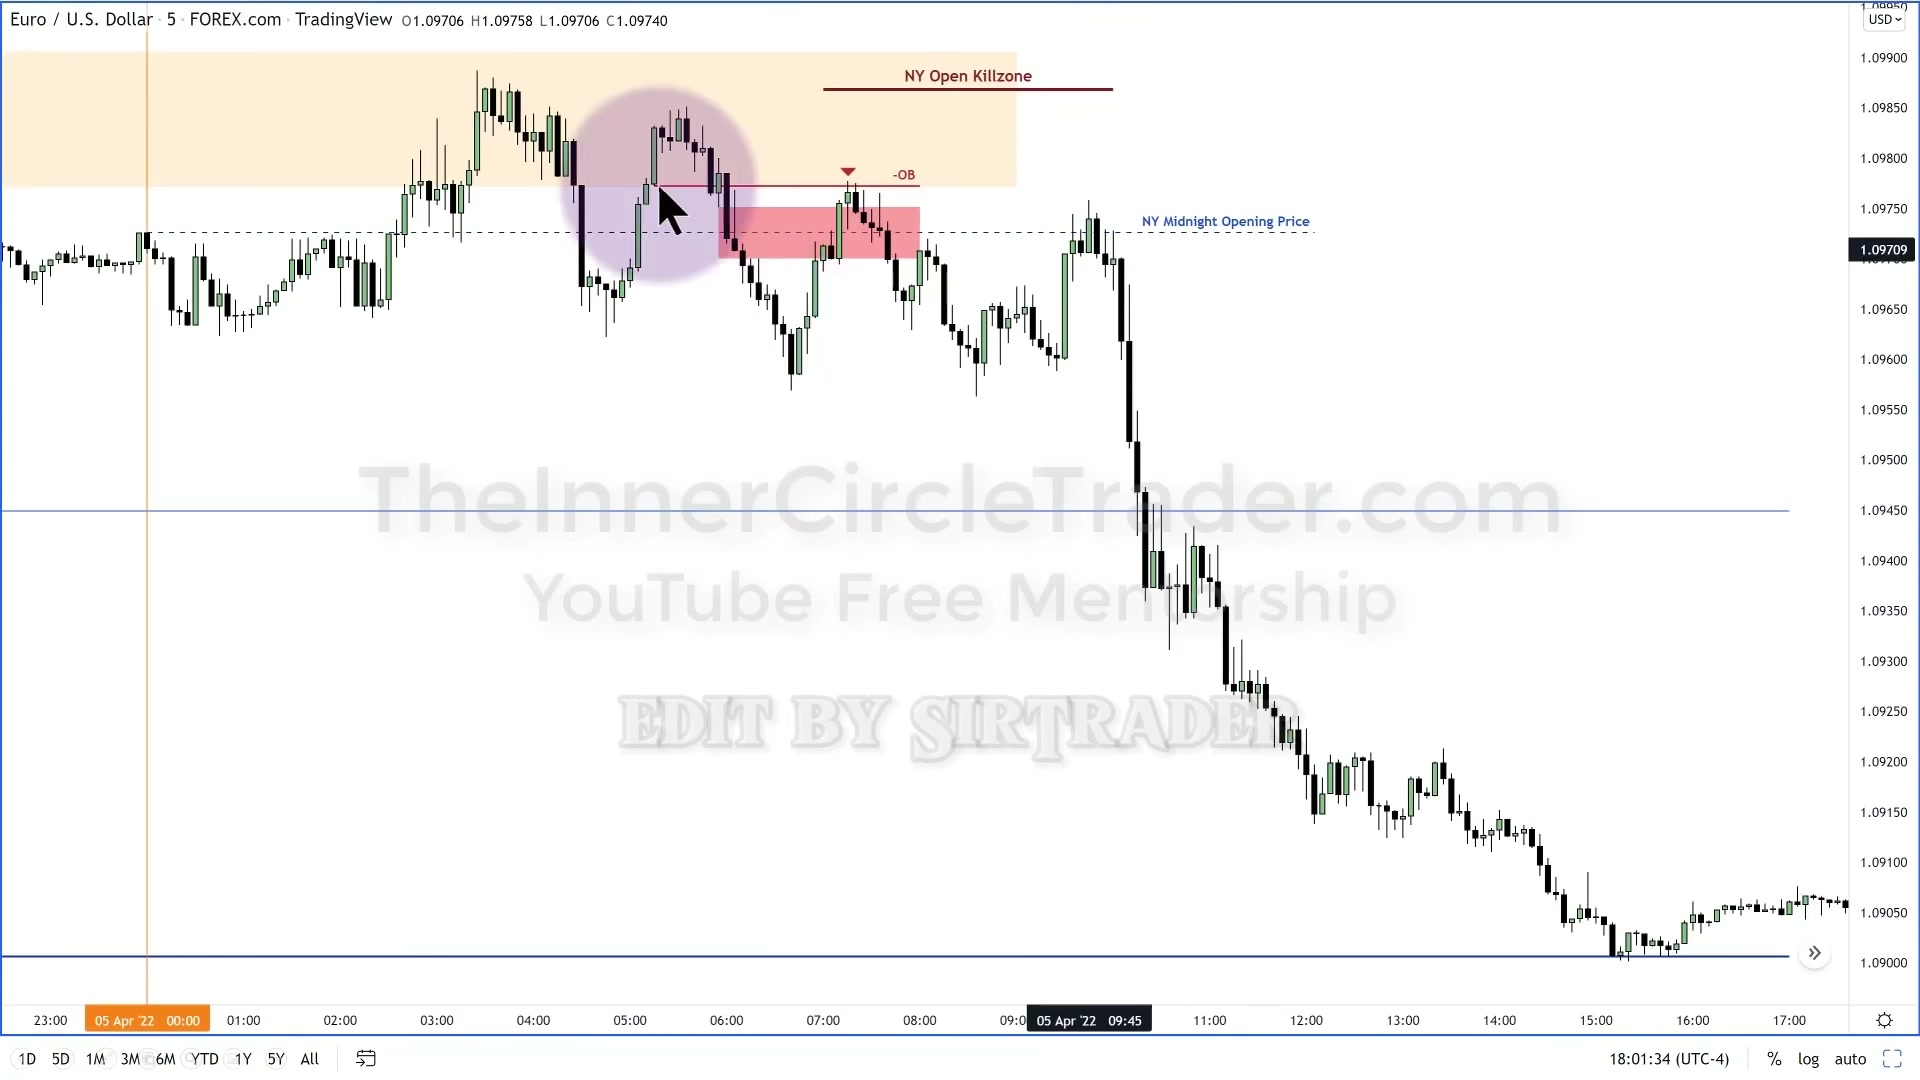 Euro / U.S. Dollar · 5 · FOREX.com · TradingView O1.09706 H1.09758 L1.09706 C1.09740
USD
1.09900
NY Open Killzone
1.09850
1.09800
-OB
1.09750
NY Midnight Opening Price
1.09709
1.09650
1.09600
1.09550
1.09500
TheInnerCircleTrader.com
1.09450
1.09400
YouTube Free Mentorship
1.09350
1.09300
1.09250
EDIT BY SIRTRADER
1.09200
1.09150
1.09100
1.09050
1.09000
23:00 05 Apr '22 00:00 01:00 02:00 03:00 04:00 05:00 06:00 07:00 08:00 05 Apr '22 09:45 11:00 12:00 13:00 14:00 15:00 16:00 17:00
1D 5D 1M 3M 6M YTD 1Y 5Y All 18:01:34 (UTC-4) % log auto